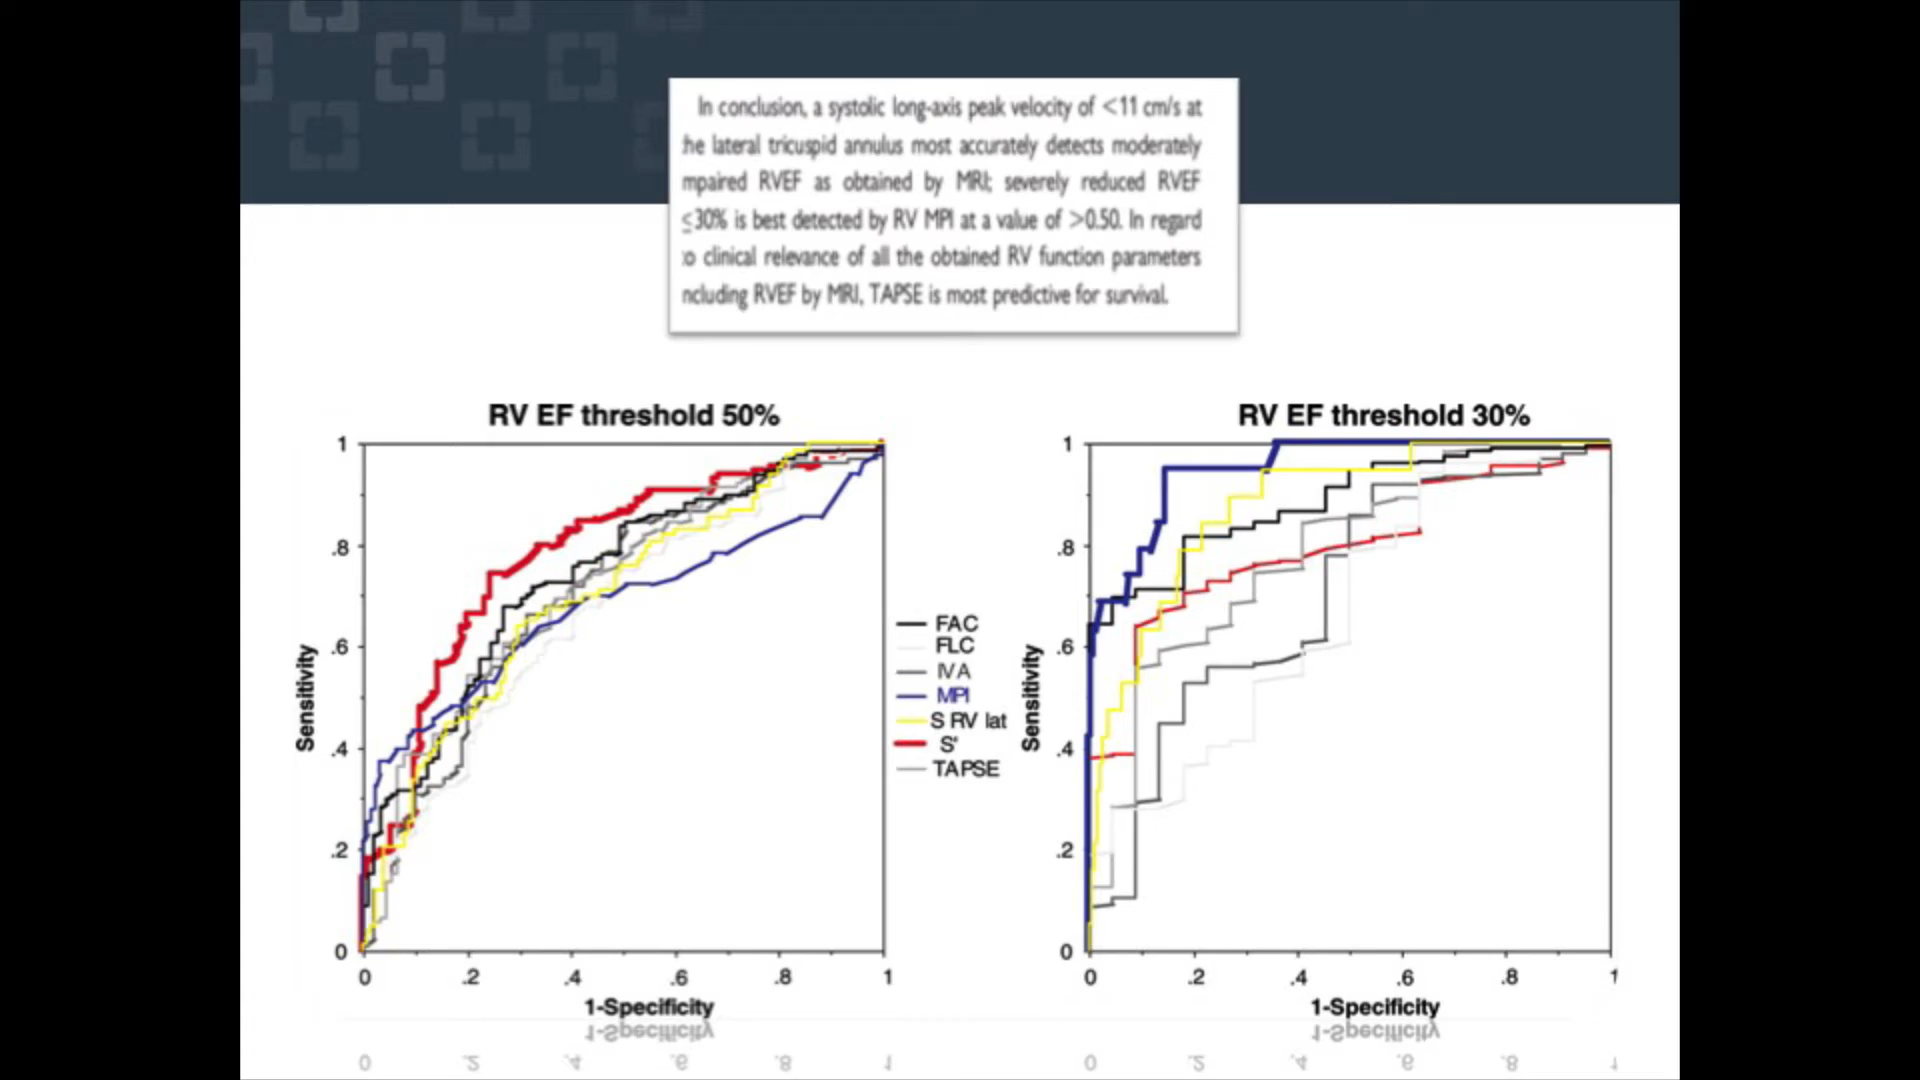 In conclusion, a systolic long-axis peak velocity of <11 cm/s at
he lateral tricuspid annulus most accurately detects moderately
mpaired RVEF as obtained by MRI; severely reduced RVEF
≤30% is best detected by RV MPI at a value of >0.50. In regard
o clinical relevance of all the obtained RV function parameters
ncluding RVEF by MRI, TAPSE is most predictive for survival.
RV EF threshold 50%
1
.8
.6
.4
.2
0
Sensitivity
0 .2 .4 .6 .8 1
1-Specificity
FAC
FLC
IVA
MPI
S RV lat
S'
TAPSE
RV EF threshold 30%
1
.8
.6
.4
.2
0
Sensitivity
0 .2 .4 .6 .8 1
1-Specificity